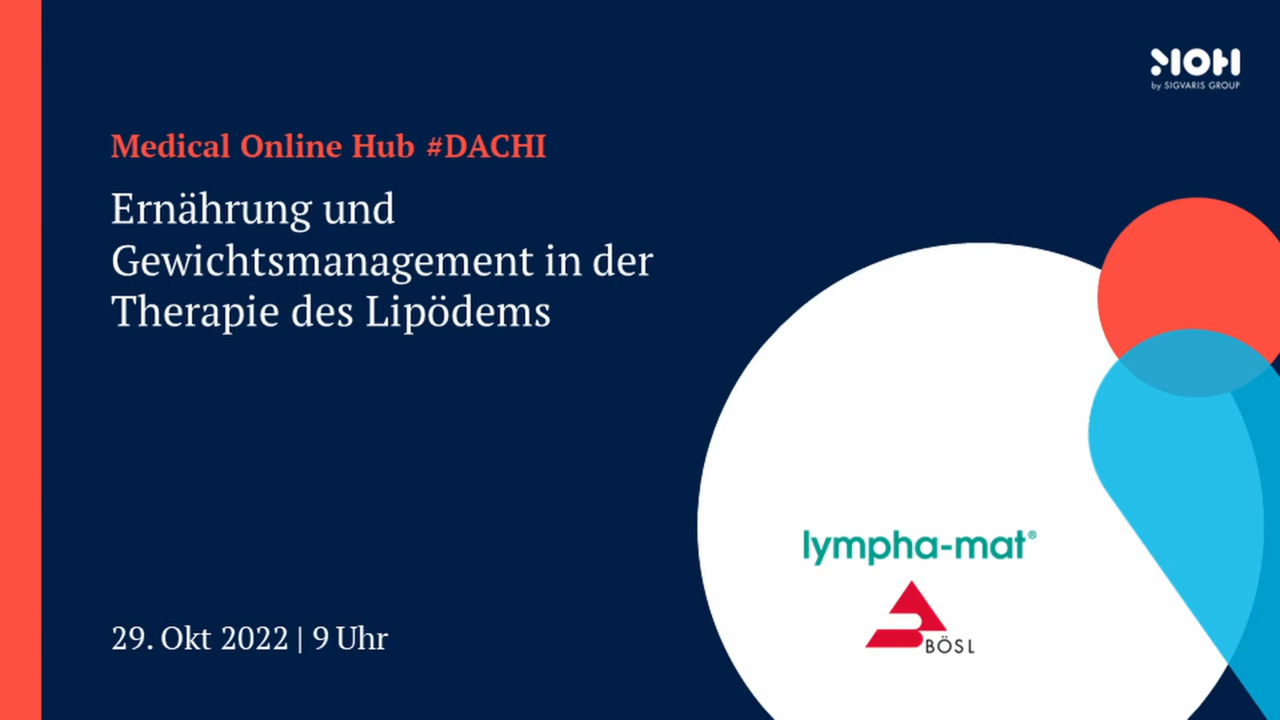 MOH
by SIGVARIS GROUP
Medical Online Hub #DACHI
Ernährung und
Gewichtsmanagement in der
Therapie des Lipödems
lympha-mat®
BÖSL
29. Okt 2022 | 9 Uhr